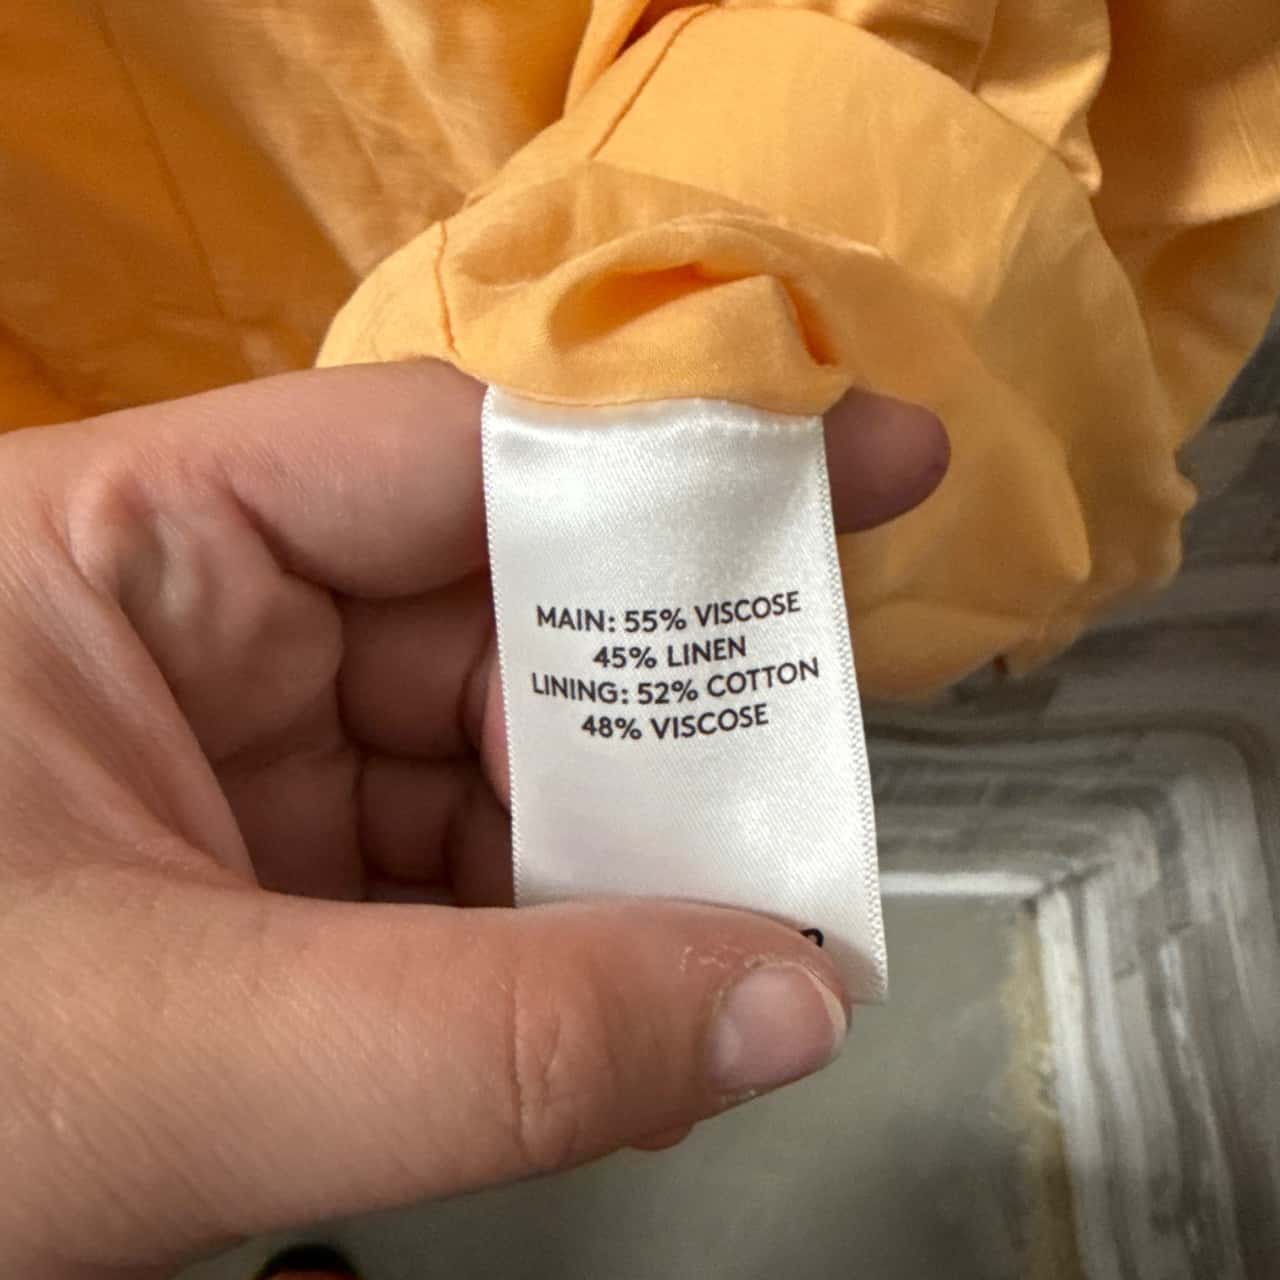 MAIN: 55% VISCOSE
45% LINEN
LINING: 52% COTTON
48% VISCOSE